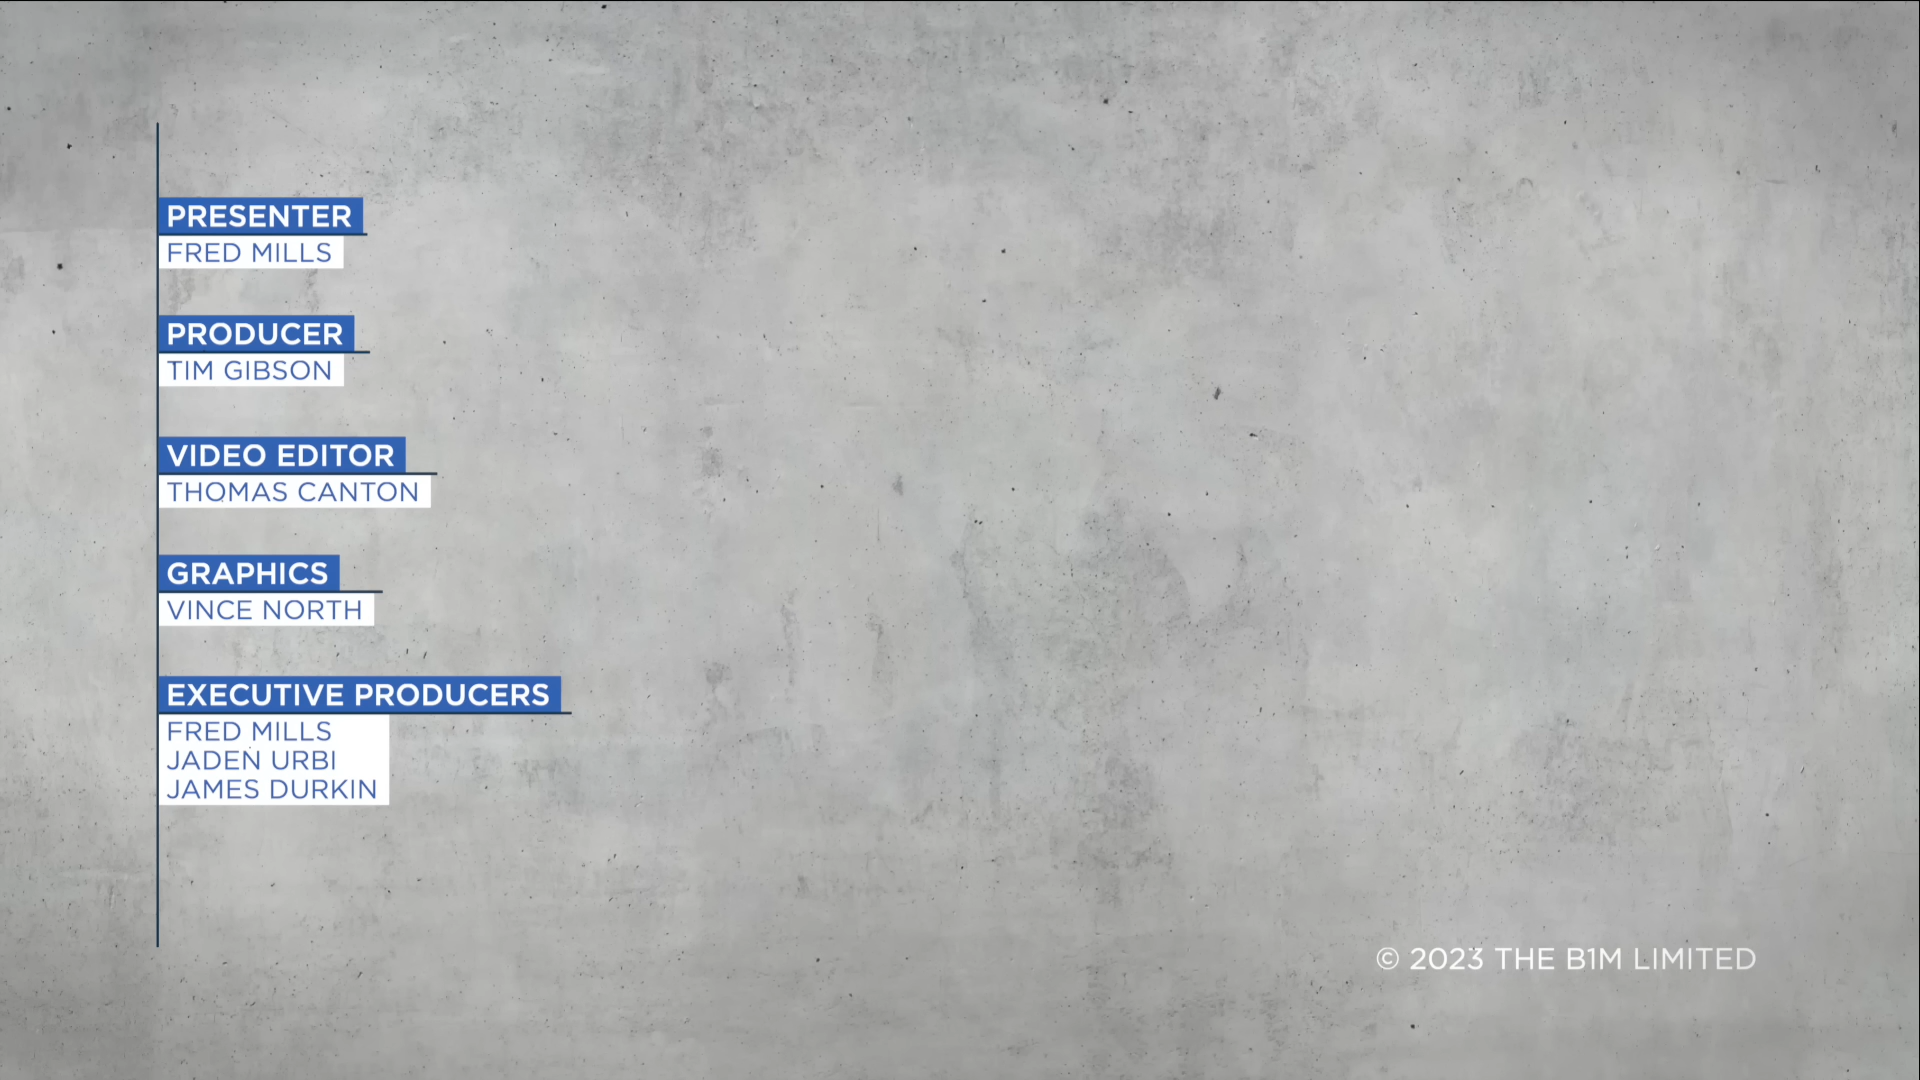 PRESENTER
FRED MILLS
PRODUCER
TIM GIBSON
VIDEO EDITOR
THOMAS CANTON
GRAPHICS
VINCE NORTH
EXECUTIVE PRODUCERS
FRED MILLS
JADEN URBI
JAMES DURKIN
© 2023 THE B1M LIMITED